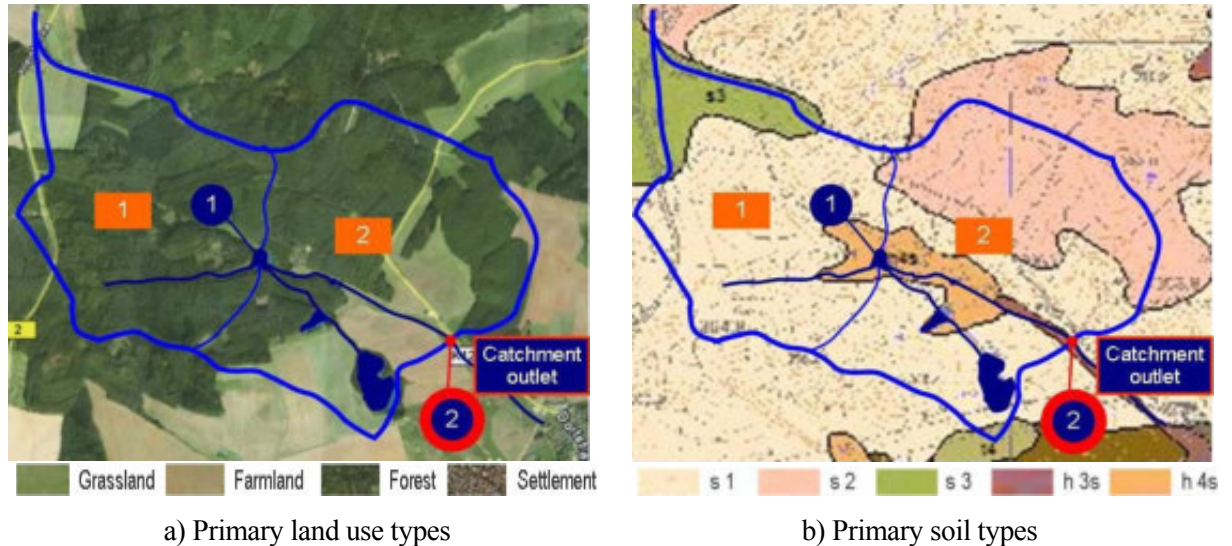 1
1
2
2
Catchment
outlet
2
Grassland
Farmland
Forest
Settlement
a) Primary land use types
s3
1
1
2
Catchment
outlet
2
s 1
s 2
s 3
h 3s
h 4s
b) Primary soil types